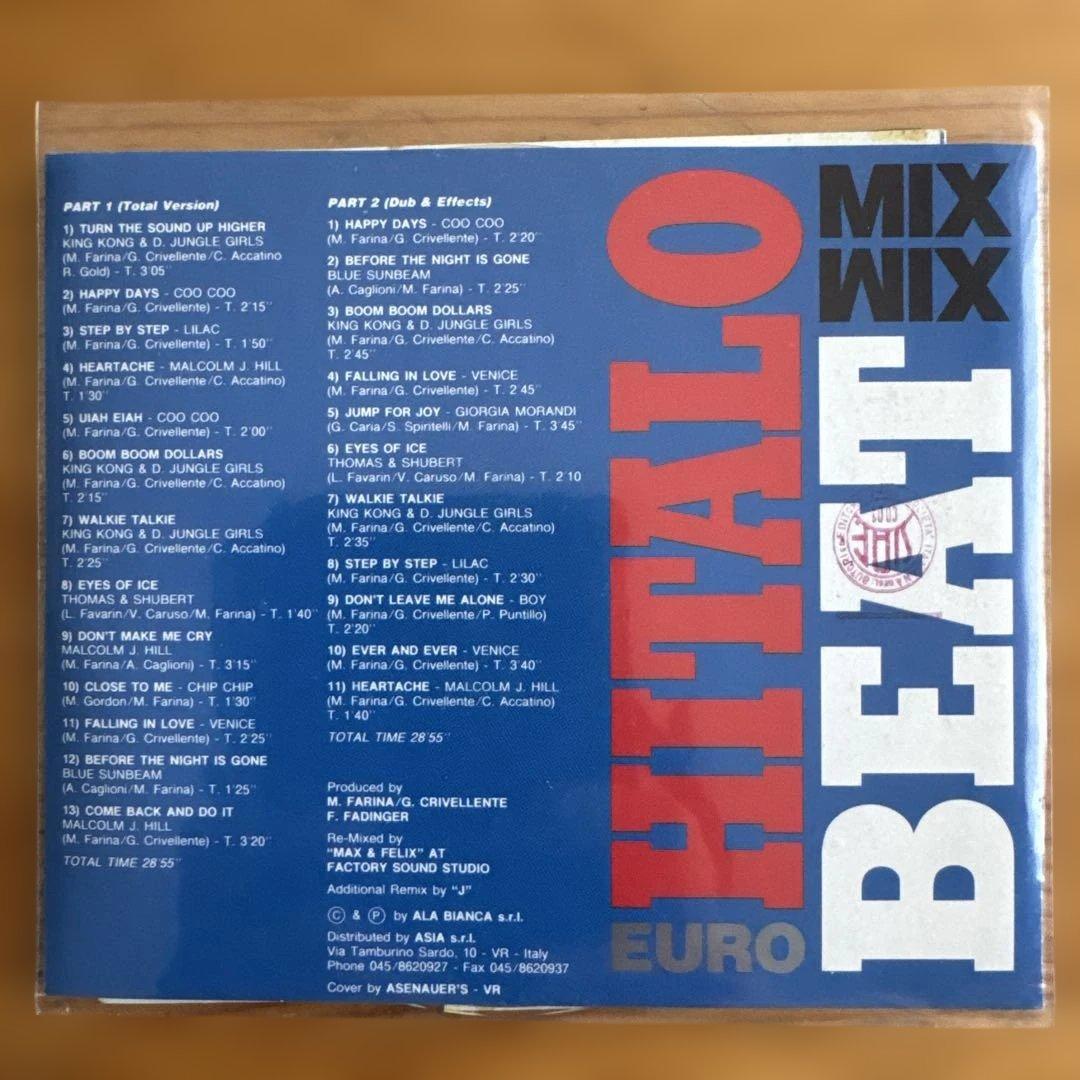 PART 1 (Total Version)
1) TURN THE SOUND UP HIGHER
KING KONG & D. JUNGLE GIRLS
(M. Farina/G. Crivellente/C. Accatino
R. Gold) - T. 3'05''
2) HAPPY DAYS - COO COO
(M. Farina/G. Crivellente) - T. 2'15''
3) STEP BY STEP - LILAC
(M. Farina/G. Crivellente) - T. 1'50''
4) HEARTACHE - MALCOLM J. HILL
(M. Farina/G. Crivellente/C. Accatino)
T. 1'30''
5) UIAH EIAH - COO COO
(M. Farina/G. Crivellente) - T. 2'00''
6) BOOM BOOM DOLLARS
KING KONG & D. JUNGLE GIRLS
(M. Farina/G. Crivellente/C. Accatino)
T. 2'15''
7) WALKIE TALKIE
KING KONG & D. JUNGLE GIRLS
(M. Farina/G. Crivellente/C. Accatino)
T. 2'25''
8) EYES OF ICE
THOMAS & SHUBERT
(L. Favarin/V. Caruso/M. Farina) - T. 1'40''
9) DON'T MAKE ME CRY
MALCOLM J. HILL
(M. Farina/A. Caglioni) - T. 3'15''
10) CLOSE TO ME - CHIP CHIP
(M. Gordon/M. Farina) - T. 1'30''
11) FALLING IN LOVE - VENICE
(M. Farina/G. Crivellente) - T. 2'25''
12) BEFORE THE NIGHT IS GONE
BLUE SUNBEAM
(A. Caglioni/M. Farina) - T. 1'25''
13) COME BACK AND DO IT
MALCOLM J. HILL
(M. Farina/G. Crivellente) - T. 3'20''
TOTAL TIME 28'55''
PART 2 (Dub & Effects)
1) HAPPY DAYS - COO COO
(M. Farina/G. Crivellente) - T. 2'20''
2) BEFORE THE NIGHT IS GONE
BLUE SUNBEAM
(A. Caglioni/M. Farina) - T. 2'25''
3) BOOM BOOM DOLLARS
KING KONG & D. JUNGLE GIRLS
(M. Farina/G. Crivellente/C. Accatino)
T. 2'45''
4) FALLING IN LOVE - VENICE
(M. Farina/G. Crivellente) - T. 2'45''
5) JUMP FOR JOY - GIORGIA MORANDI
(G. Caria/S. Spiritelli/M. Farina) - T. 3'45''
6) EYES OF ICE
THOMAS & SHUBERT
(L. Favarin/V. Caruso/M. Farina) - T. 2'10
7) WALKIE TALKIE
KING KONG & D. JUNGLE GIRLS
(M. Farina/G. Crivellente/C. Accatino)
T. 2'35''
8) STEP BY STEP - LILAC
(M. Farina/G. Crivellente) - T. 2'30''
9) DON'T LEAVE ME ALONE - BOY
(M. Farina/G. Crivellente/P. Puntillo)
T. 2'20''
10) EVER AND EVER - VENICE
(M. Farina/G. Crivellente) - T. 3'40''
11) HEARTACHE - MALCOLM J. HILL
(M. Farina/G. Crivellente/C. Accatino)
T. 1'40''
TOTAL TIME 28'55''
Produced by
M. FARINA/G. CRIVELLENTE
F. FADINGER
Re-Mixed by
"MAX & FELIX" AT
FACTORY SOUND STUDIO
Additional Remix by "J"
© & ℗ by ALA BIANCA s.r.l.
Distributed by ASIA s.r.l.
Via Tamburino Sardo, 10 - VR - Italy
Phone 045/8620927 - Fax 045/8620937
Cover by ASENAUER'S - VR
EURO HITALO
BEAT MIX
MIX